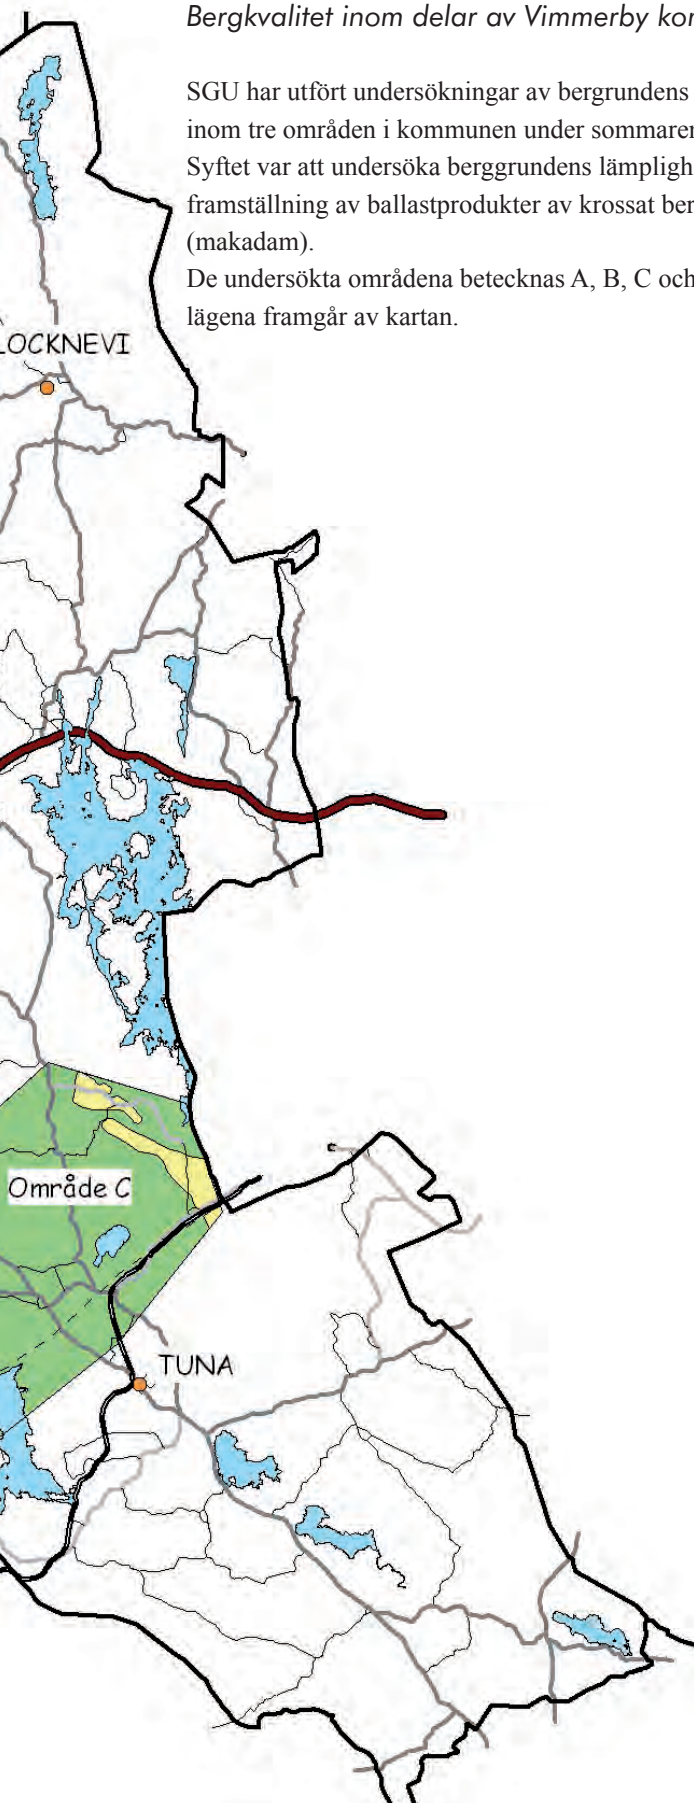 Bergkvalitet inom delar av Vimmerby kom
SGU har utfört undersökningar av bergrundens
inom tre områden i kommunen under sommaren
Syftet var att undersöka berggrundens lämpligh
framställning av ballastprodukter av krossat ber
(makadam).
De undersökta områdena betecknas A, B, C och
lägena framgår av kartan.
LOCKNEVI
Område C
TUNA